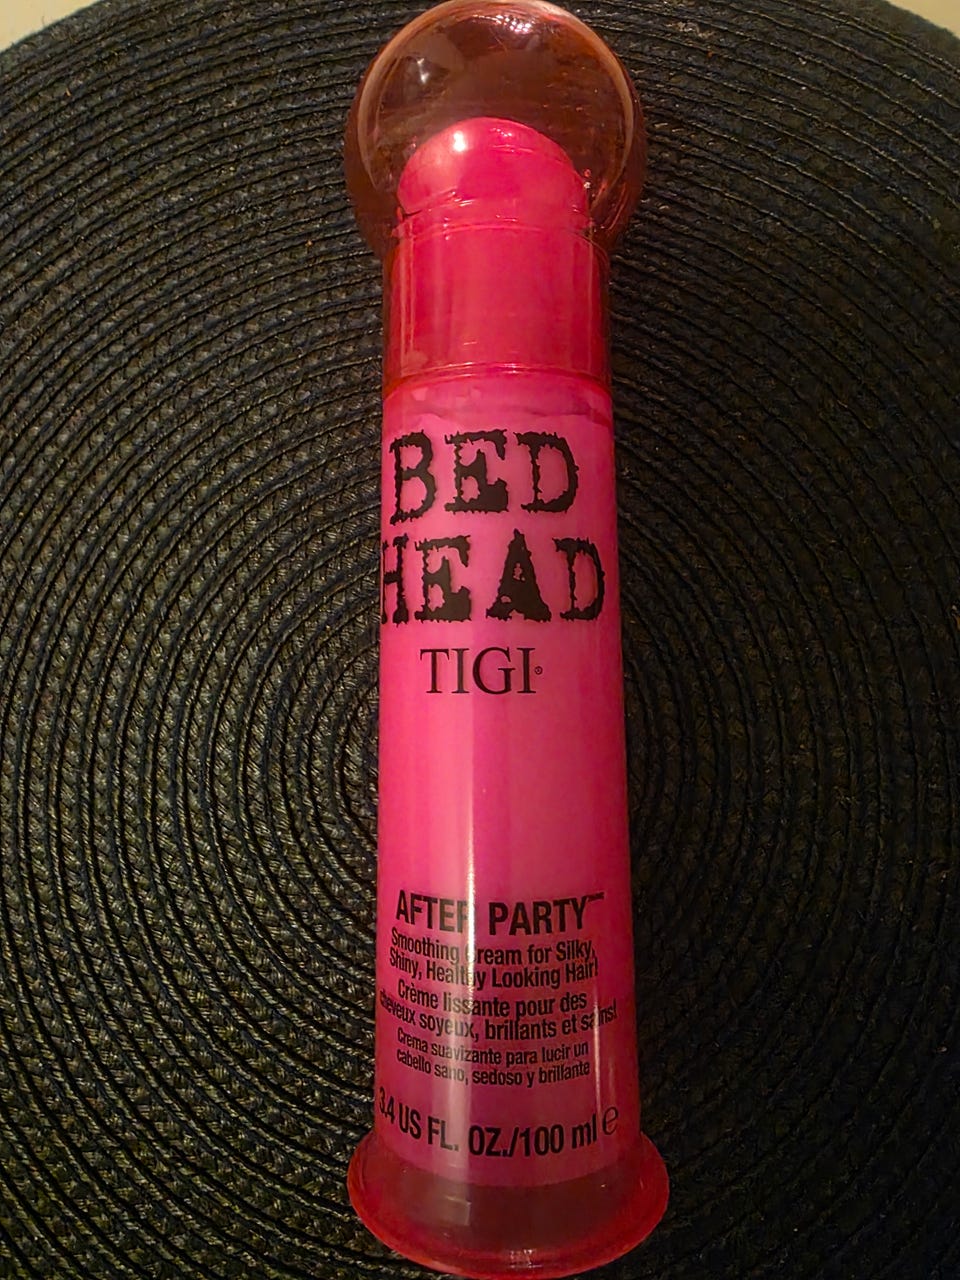 BED
HEAD
TIGI®
AFTER PARTY™
Smoothing Cream for Silky,
Shiny, Healthy Looking Hair!
Crème lissante pour des
cheveux soyeux, brillants et sains!
Crema suavizante para lucir un
cabello sano, sedoso y brillante
3.4 US FL. OZ./100 ml ℮